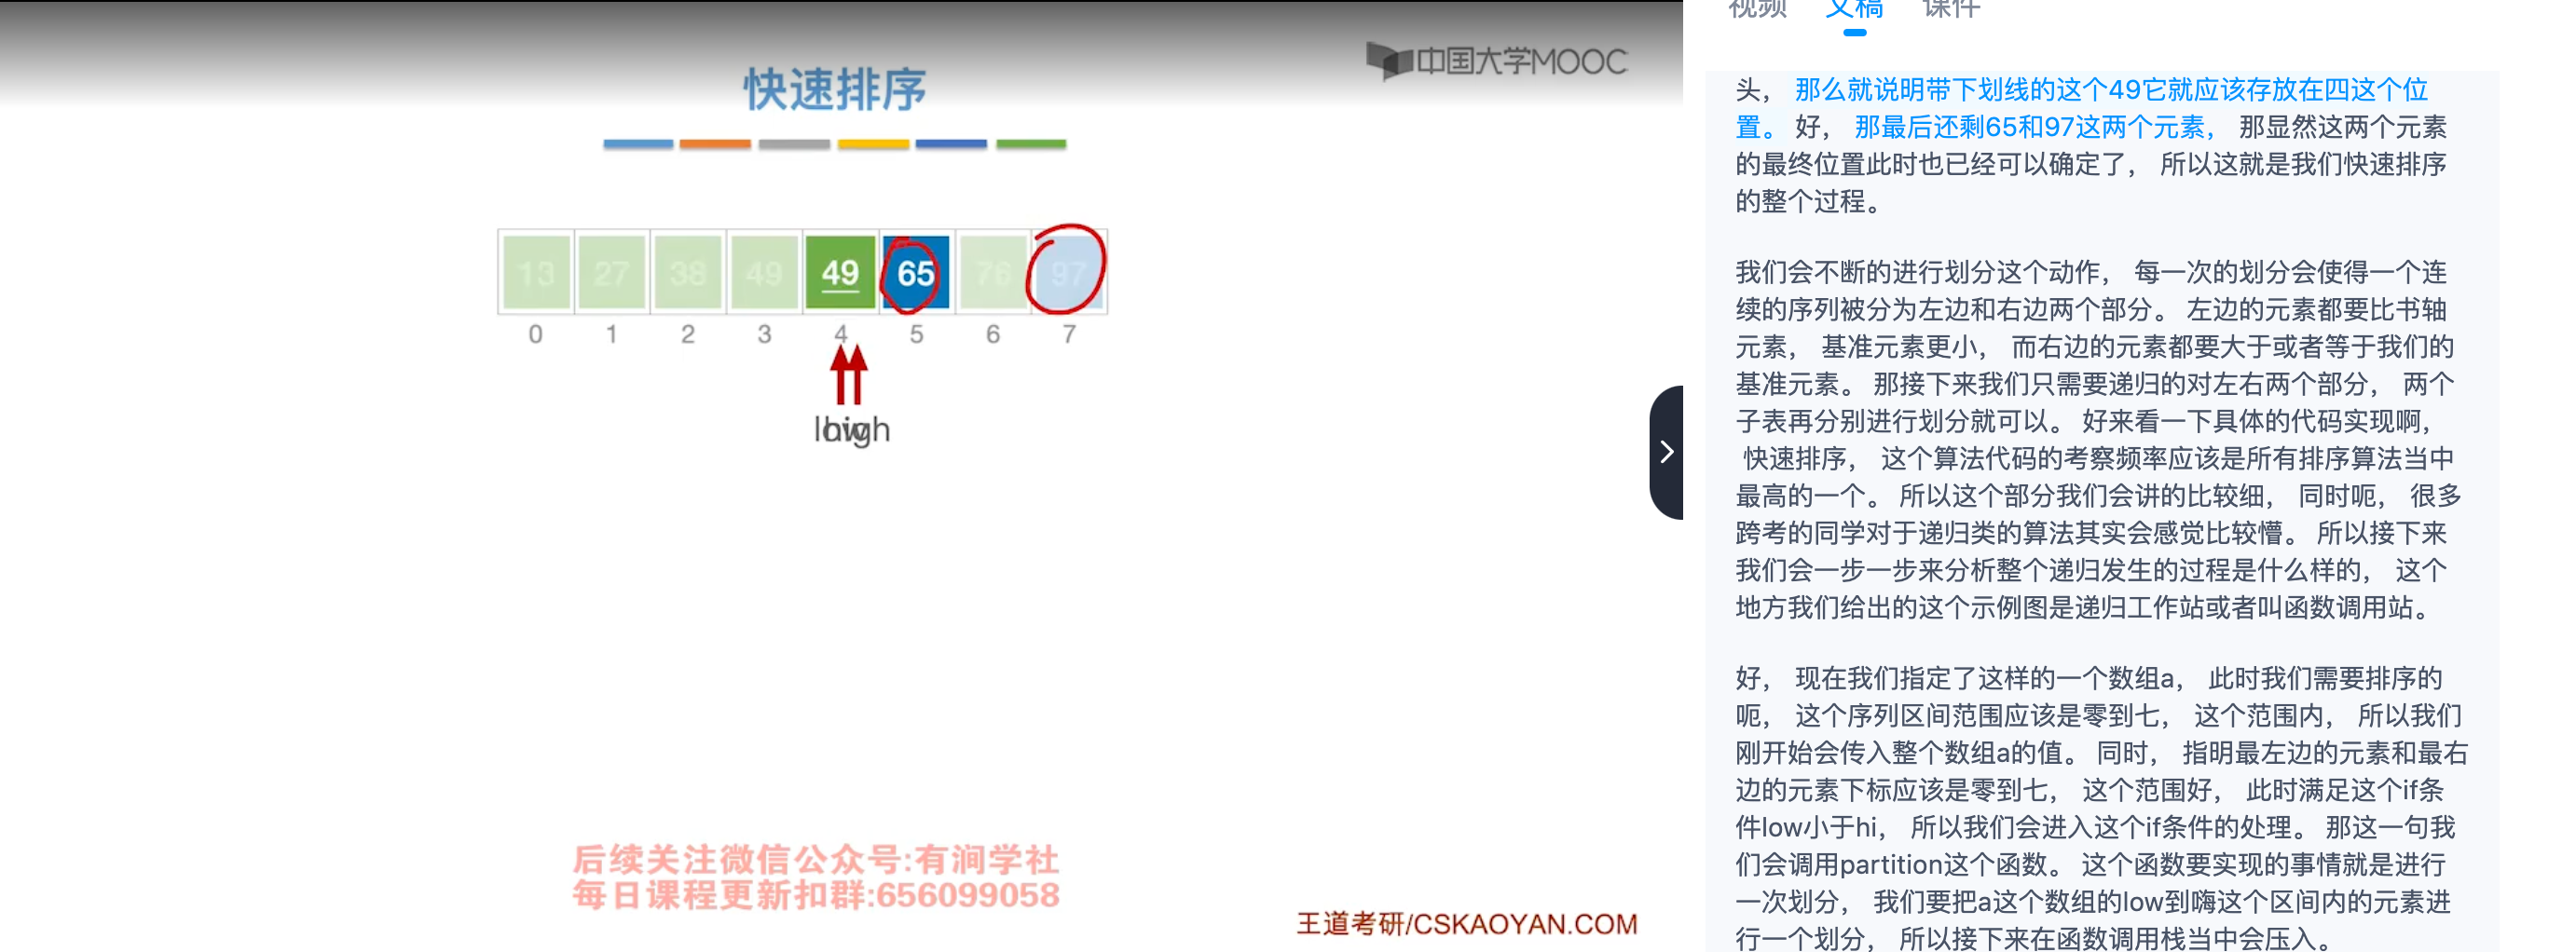 快速排序
中国大学MOOC
13 27 38 49 49 65 76 97
0 1 2 3 4 5 6 7
low
high
后续关注微信公众号:有涧学社
每日课程更新扣群:656099058
王道考研/CSKAOYAN.COM
视频 文稿 课件
头， 那么就说明带下划线的这个49它就应该存放在四这个位
置。 好， 那最后还剩65和97这两个元素， 那显然这两个元素
的最终位置此时也已经可以确定了， 所以这就是我们快速排序
的整个过程。
我们会不断的进行划分这个动作， 每一次的划分会使得一个连
续的序列被分为左边和右边两个部分。 左边的元素都要比书轴
元素， 基准元素更小， 而右边的元素都要大于或者等于我们的
基准元素。 那接下来我们只需要递归的对左右两个部分， 两个
子表再分别进行划分就可以。 好来看一下具体的代码实现啊，
快速排序， 这个算法代码的考察频率应该是所有排序算法当中
最高的一个。 所以这个部分我们会讲的比较细， 同时呃， 很多
跨考的同学对于递归类的算法其实会感觉比较懵。 所以接下来
我们会一步一步来分析整个递归发生的过程是什么样的， 这个
地方我们给出的这个示例图是递归工作站或者叫函数调用站。
好， 现在我们指定了这样的一个数组a， 此时我们需要排序的
呃， 这个序列区间范围应该是零到七， 这个范围内， 所以我们
刚开始会传入整个数组a的值。 同时， 指明最左边的元素和最右
边的元素下标应该是零到七， 这个范围好， 此时满足这个if条
件low小于hi， 所以我们会进入这个if条件的处理。 那这一句我
们会调用partition这个函数。 这个函数要实现的事情就是进行
一次划分， 我们要把a这个数组的low到嗨这个区间内的元素进
行一个划分， 所以接下来在函数调用栈当中会压入。